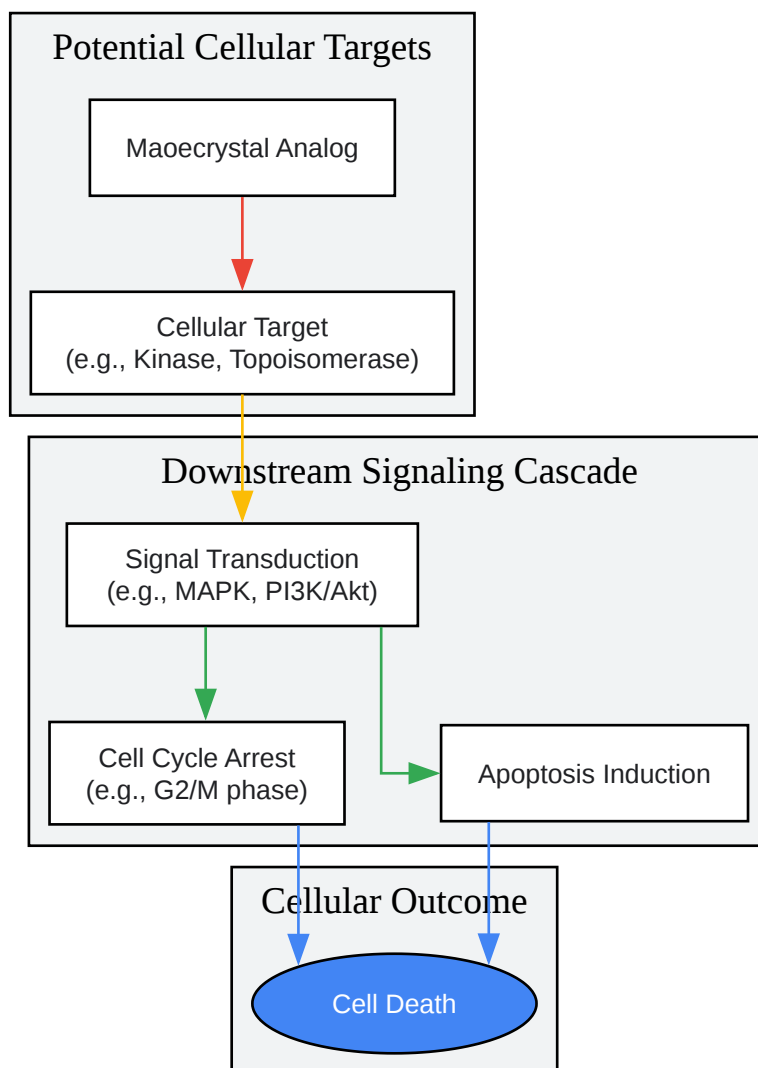 Potential Cellular Targets
Maoecrystal Analog
Cellular Target
(e.g., Kinase, Topoisomerase)
Downstream Signaling Cascade
Signal Transduction
(e.g., MAPK, PI3K/Akt)
Cell Cycle Arrest
(e.g., G2/M phase)
Apoptosis Induction
Cellular Outcome
Cell Death